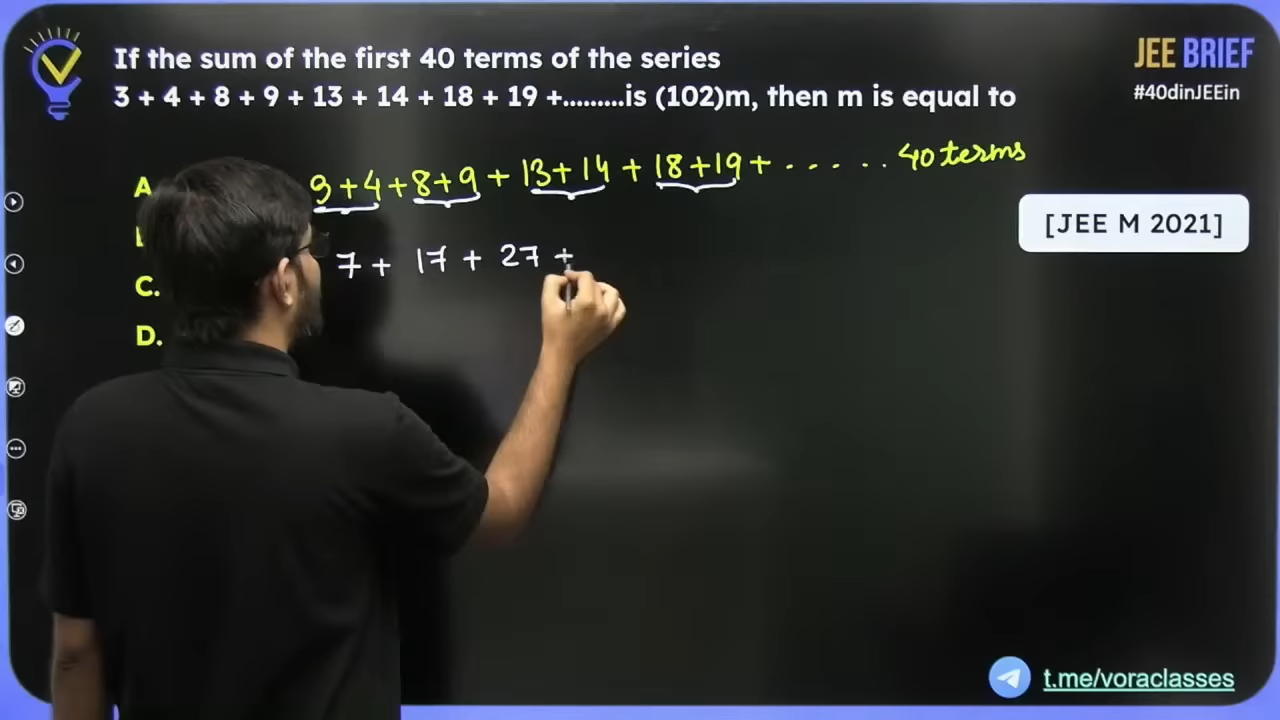 If the sum of the first 40 terms of the series
JEE BRIEF
3 + 4 + 8 + 9 + 13 + 14 + 18 + 19 +.........is (102)m, then m is equal to
#40dinJEEin
A
3+4+8+9+13+14+18+19+ ..... 40 terms
[JEE M 2021]
7+ 17+ 27+
C.
D.
t.me/voraclasses